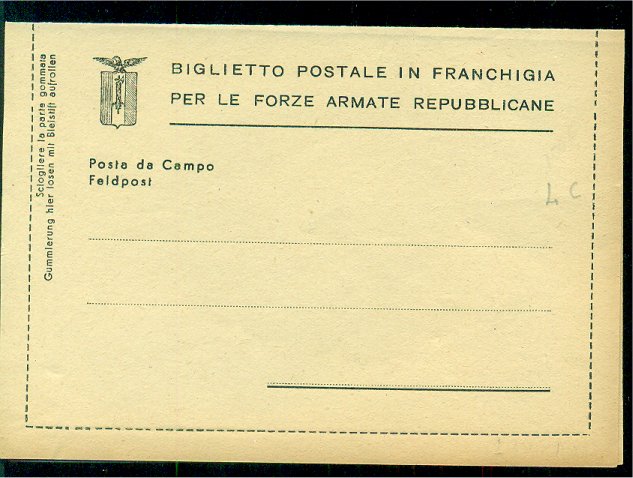 BIGLIETTO POSTALE IN FRANCHIGIA
PER LE FORZE ARMATE REPUBBLICANE
Posta da Campo
Feldpost
Sciogliere la parte gommata
Gummierung hier lösen mit Bleistift aufrollen
L C